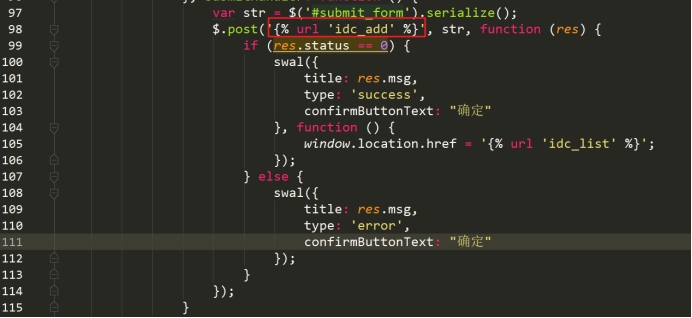 97 var str = $('#submit_form').serialize();
98 $.post('{% url 'idc_add' %}', str, function (res) {
99 if (res.status == 0) {
100 swal({
101 title: res.msg,
102 type: 'success',
103 confirmButtonText: "确定"
104 }, function () {
105 window.location.href = '{% url 'idc_list' %}';
106 });
107 } else {
108 swal({
109 title: res.msg,
110 type: 'error',
111 confirmButtonText: "确定"
112 });
113 }
114 });
115 }